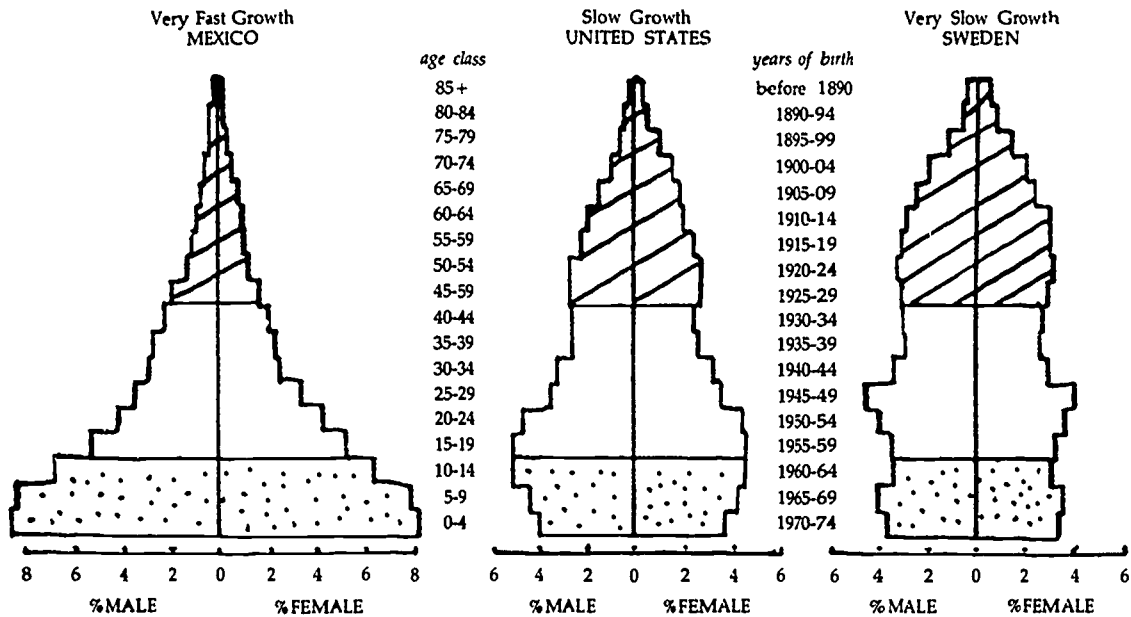 Very Fast Growth
MEXICO
Slow Growth
UNITED STATES
Very Slow Growth
SWEDEN
age class
85+
80-84
75-79
70-74
65-69
60-64
55-59
50-54
45-59
40-44
35-39
30-34
25-29
20-24
15-19
10-14
5-9
0-4
years of birth
before 1890
1890-94
1895-99
1900-04
1905-09
1910-14
1915-19
1920-24
1925-29
1930-34
1935-39
1940-44
1945-49
1950-54
1955-59
1960-64
1965-69
1970-74
8 6 4 2 0 2 4 6 8
%MALE %FEMALE
6 4 2 0 2 4 6
%MALE %FEMALE
6 4 2 0 2 4 6
%MALE %FEMALE